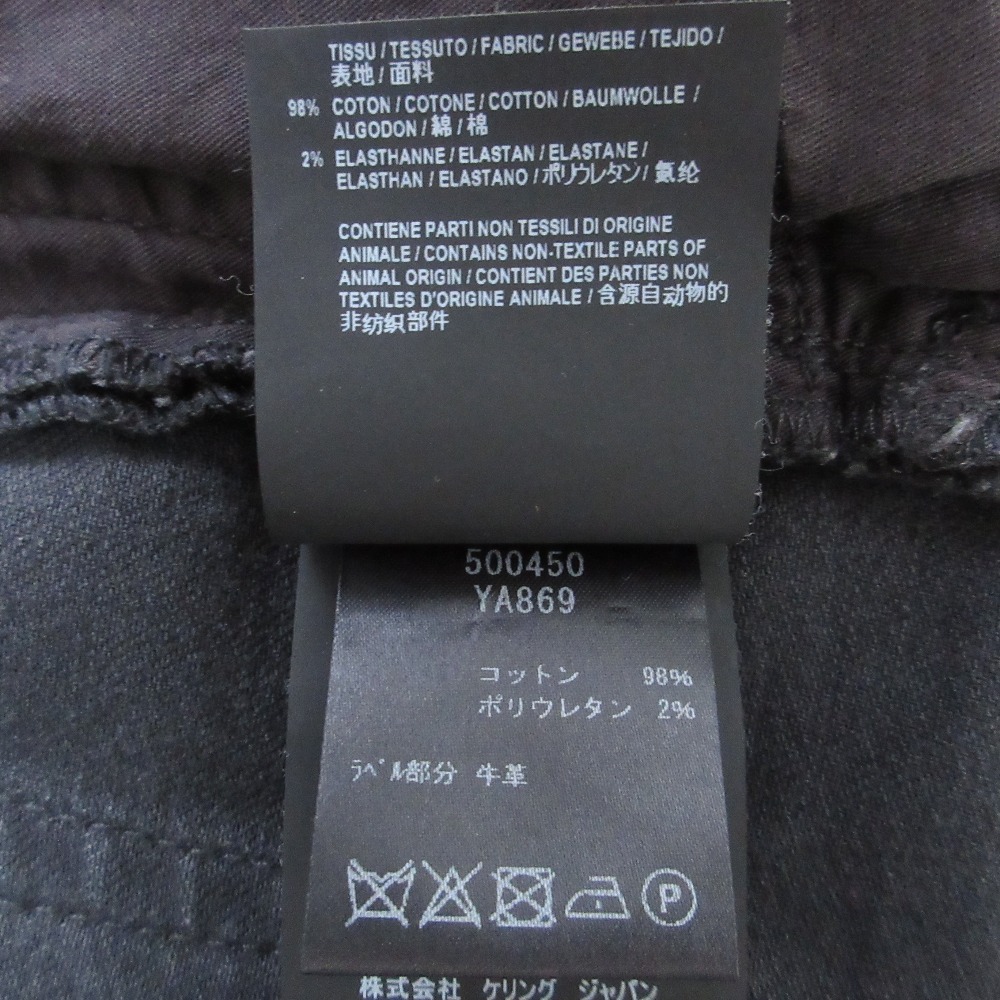 TISSU / TESSUTO / FABRIC / GEWEBE / TEJIDO /
表地 / 面料
98% COTON / COTONE / COTTON / BAUMWOLLE /
ALGODON / 綿 / 棉
2% ELASTHANNE / ELASTAN / ELASTANE /
ELASTHAN / ELASTANO / ポリウレタン / 氨纶
CONTIENE PARTI NON TESSILI DI ORIGINE
ANIMALE / CONTAINS NON-TEXTILE PARTS OF
ANIMAL ORIGIN / CONTIENT DES PARTIES NON
TEXTILES D'ORIGINE ANIMALE / 含源自动物的
非纺织部件
500450
YA869
コットン 98%
ポリウレタン 2%
ﾗﾍﾞﾙ部分 牛革
P
株式会社 ケリング ジャパン